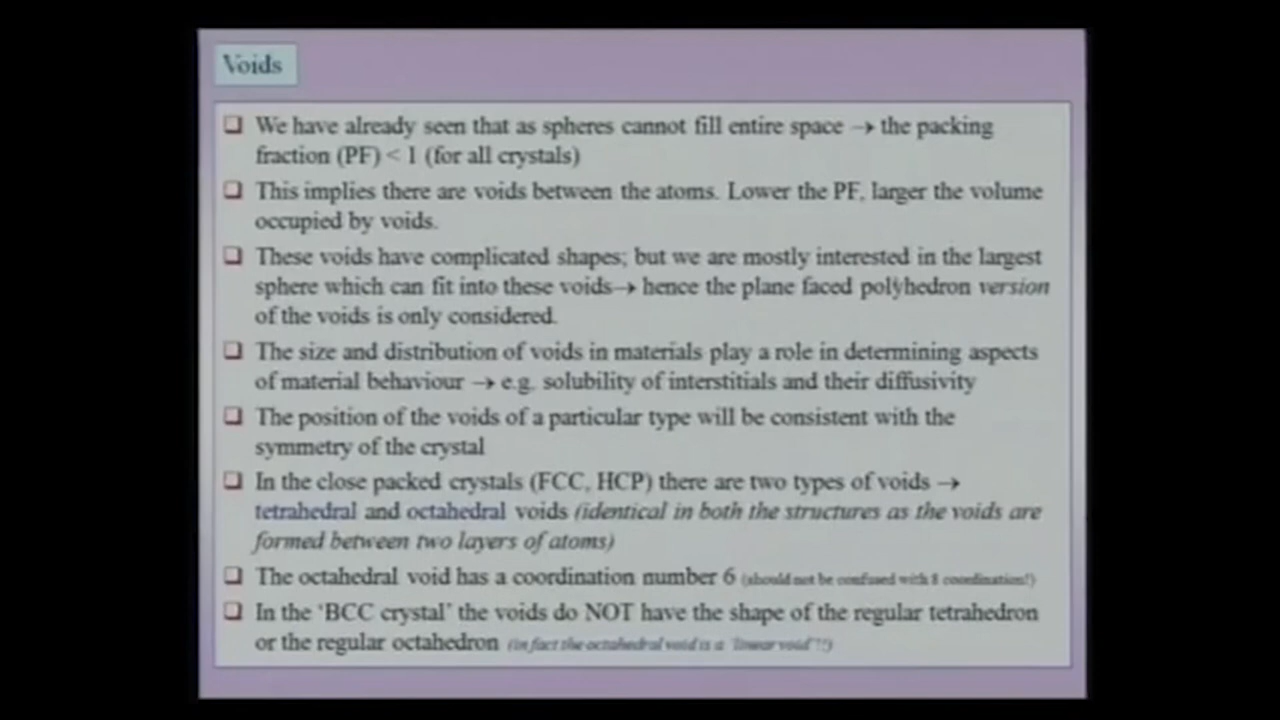 Voids
❑ We have already seen that as spheres cannot fill entire space → the packing
fraction (PF) < 1 (for all crystals)
❑ This implies there are voids between the atoms. Lower the PF, larger the volume
occupied by voids.
❑ These voids have complicated shapes; but we are mostly interested in the largest
sphere which can fit into these voids→ hence the plane faced polyhedron version
of the voids is only considered.
❑ The size and distribution of voids in materials play a role in determining aspects
of material behaviour → e.g. solubility of interstitials and their diffusivity
❑ The position of the voids of a particular type will be consistent with the
symmetry of the crystal
❑ In the close packed crystals (FCC, HCP) there are two types of voids →
tetrahedral and octahedral voids (identical in both the structures as the voids are
formed between two layers of atoms)
❑ The octahedral void has a coordination number 6 (should not be confused with 8 coordination!)
❑ In the ‘BCC crystal’ the voids do NOT have the shape of the regular tetrahedron
or the regular octahedron (in fact the octahedral void is a ‘linear void’!!)